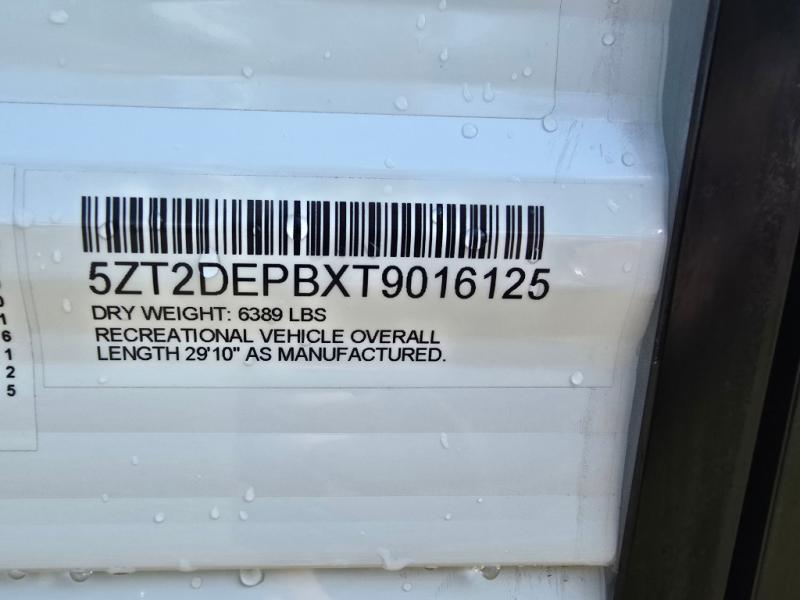 5ZT2DEPBXT9016125
DRY WEIGHT: 6389 LBS
RECREATIONAL VEHICLE OVERALL
LENGTH 29'10" AS MANUFACTURED.